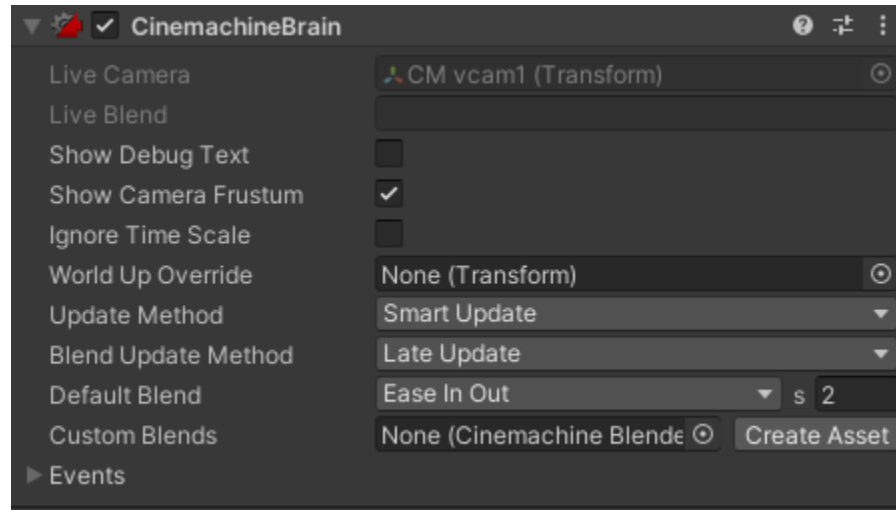 CinemachineBrain
Live Camera CM vcam1 (Transform)
Live Blend
Show Debug Text
Show Camera Frustum
Ignore Time Scale
World Up Override None (Transform)
Update Method Smart Update
Blend Update Method Late Update
Default Blend Ease In Out s 2
Custom Blends None (Cinemachine Blende Create Asset
Events